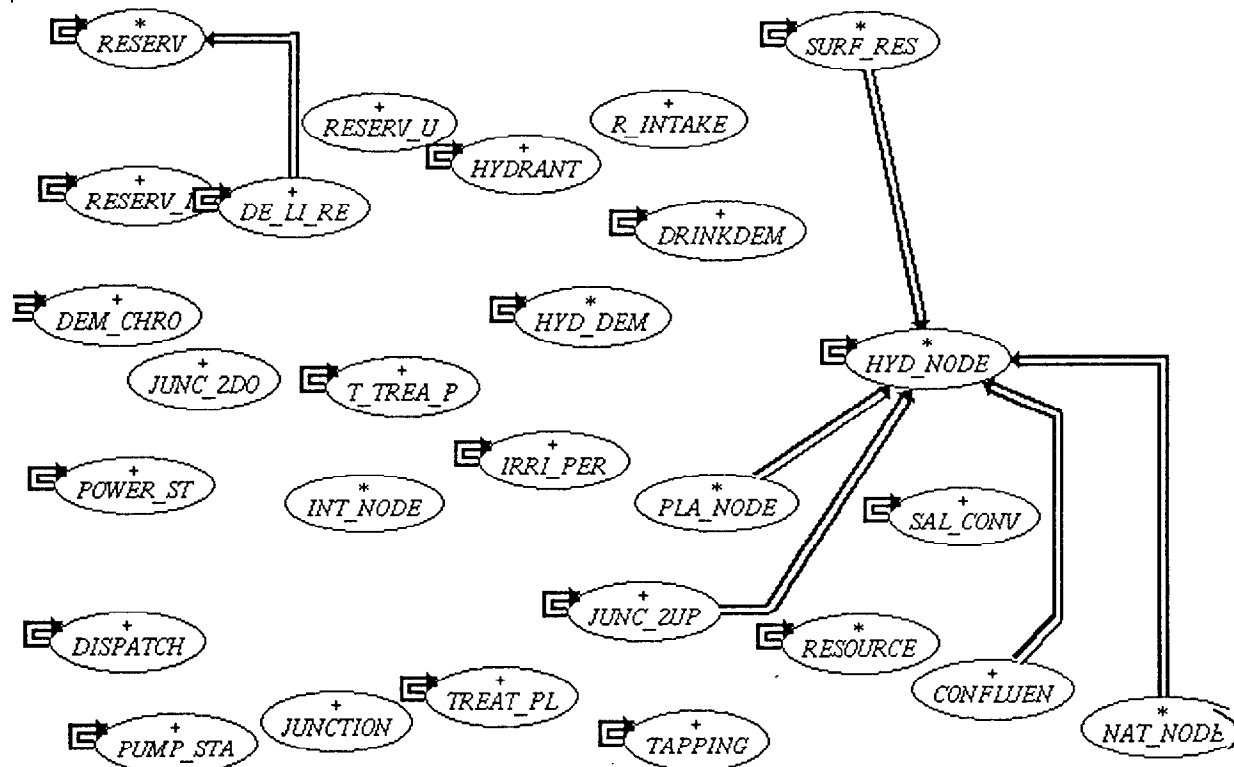 *
RESERV
*
SURF_RES
+
RESERV_U
+
R_INTAKE
+
HYDRANT
+
RESERV_
+
DE_LI_RE
+
DRINKDEM
+
DEM_CHRO
*
HYD_DEM
*
HYD_NODE
+
JUNC_2DO
+
T_TREA_P
+
IRRI_PER
+
POWER_ST
*
INT_NODE
*
PLA_NODE
+
SAL_CONV
+
JUNC_2UP
+
DISPATCH
*
RESOURCE
+
CONFLUEN
+
TREAT_PL
+
JUNCTION
*
NAT_NODE
+
PUMP_STA
+
TAPPING